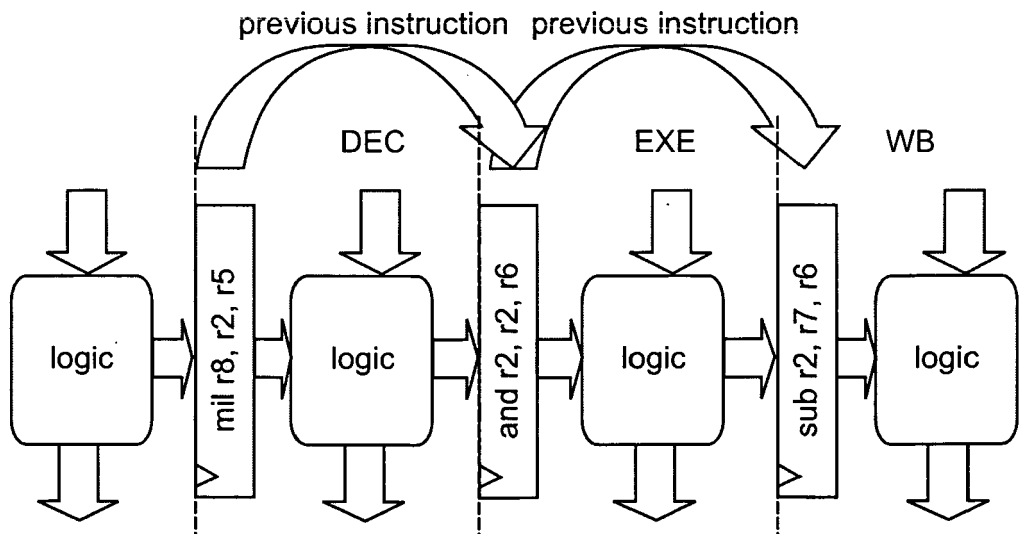 previous instruction previous instruction
DEC EXE WB
logic
mil r8, r2, r5
logic
and r2, r2, r6
logic
sub r2, r7, r6
logic